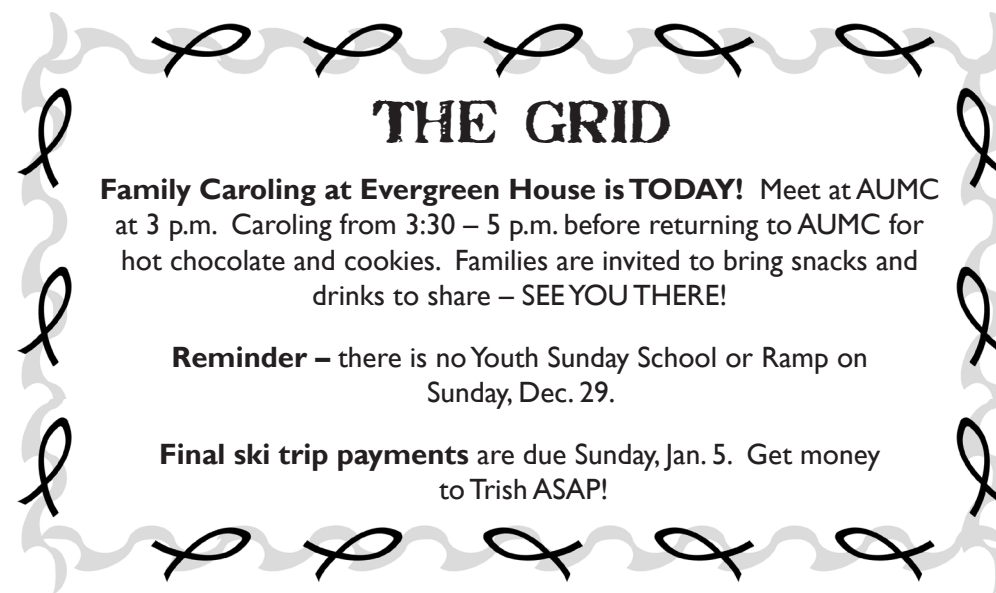 THE GRID
Family Caroling at Evergreen House is TODAY! Meet at AUMC
at 3 p.m. Caroling from 3:30 – 5 p.m. before returning to AUMC for
hot chocolate and cookies. Families are invited to bring snacks and
drinks to share – SEE YOU THERE!
Reminder – there is no Youth Sunday School or Ramp on
Sunday, Dec. 29.
Final ski trip payments are due Sunday, Jan. 5. Get money
to Trish ASAP!